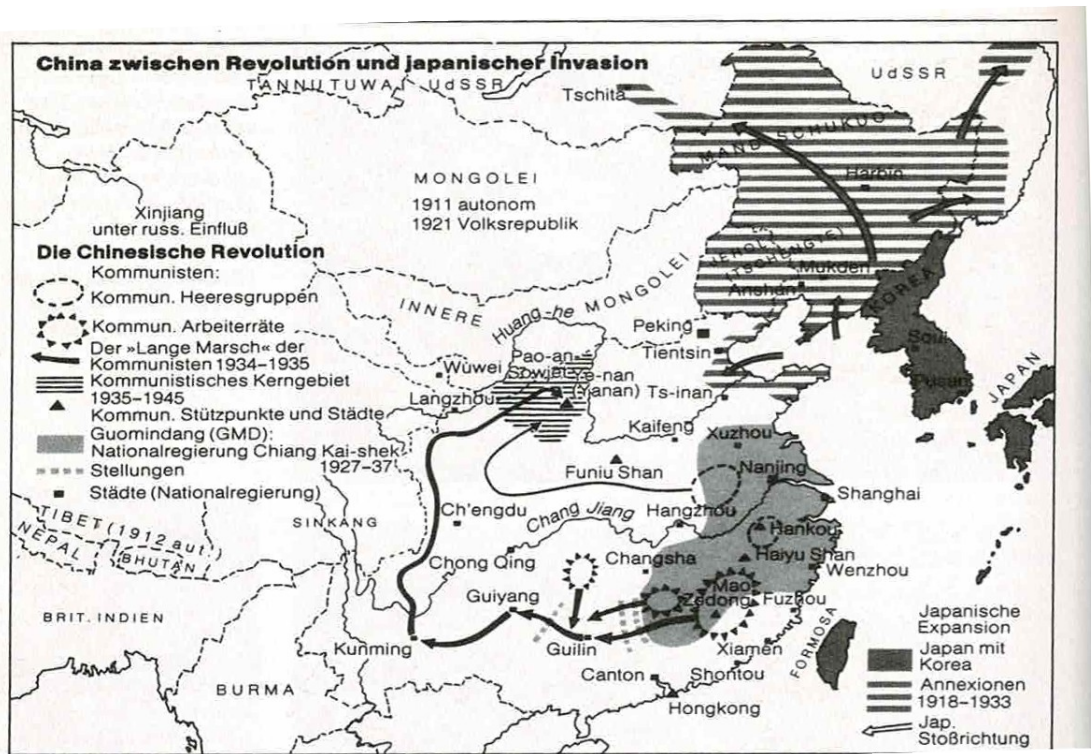 China zwischen Revolution und japanischer Invasion
TANNUTUWA
UdSSR
UdSSR
Tschita
MANDSCHUKUO
Harbin
MONGOLEI
1911 autonom
1921 Volksrepublik
Xinjiang
unter russ. Einfluß
Die Chinesische Revolution
Kommunisten:
Kommun. Heeresgruppen
Kommun. Arbeiterräte
Der »Lange Marsch« der
Kommunisten 1934–1935
Kommunistisches Kerngebiet
1935–1945
Kommun. Stützpunkte und Städte
Guomindang (GMD):
Nationalregierung Chiang Kai-shek
1927–37
Stellungen
Städte (Nationalregierung)
Mukden
Anshan
KOREA
INNERE MONGOLEI
Huang-he
Peking
Tientsin
Soul
Pusan
JAPAN
Pao-an
Wuwei
Ye-nan
(Yanan)
Ts-inan
Langzhou
Kaifeng
Xuzhou
Funiu Shan
Nanjing
Shanghai
TIBET (1912 aut.)
NEPAL
BHUTAN
SINKANG
Ch'engdu
Chang Jiang
Hangzhou
Hankou
Chong Qing
Changsha
Haiyu Shan
Wenzhou
Mao
Zedong
Fuzhou
Guiyang
BRIT. INDIEN
Kunming
Guilin
Xiamen
FORMOSA
BURMA
Canton
Shontou
Hongkong
Japanische
Expansion
Japan mit
Korea
Annexionen
1918–1933
Jap.
Stoßrichtung